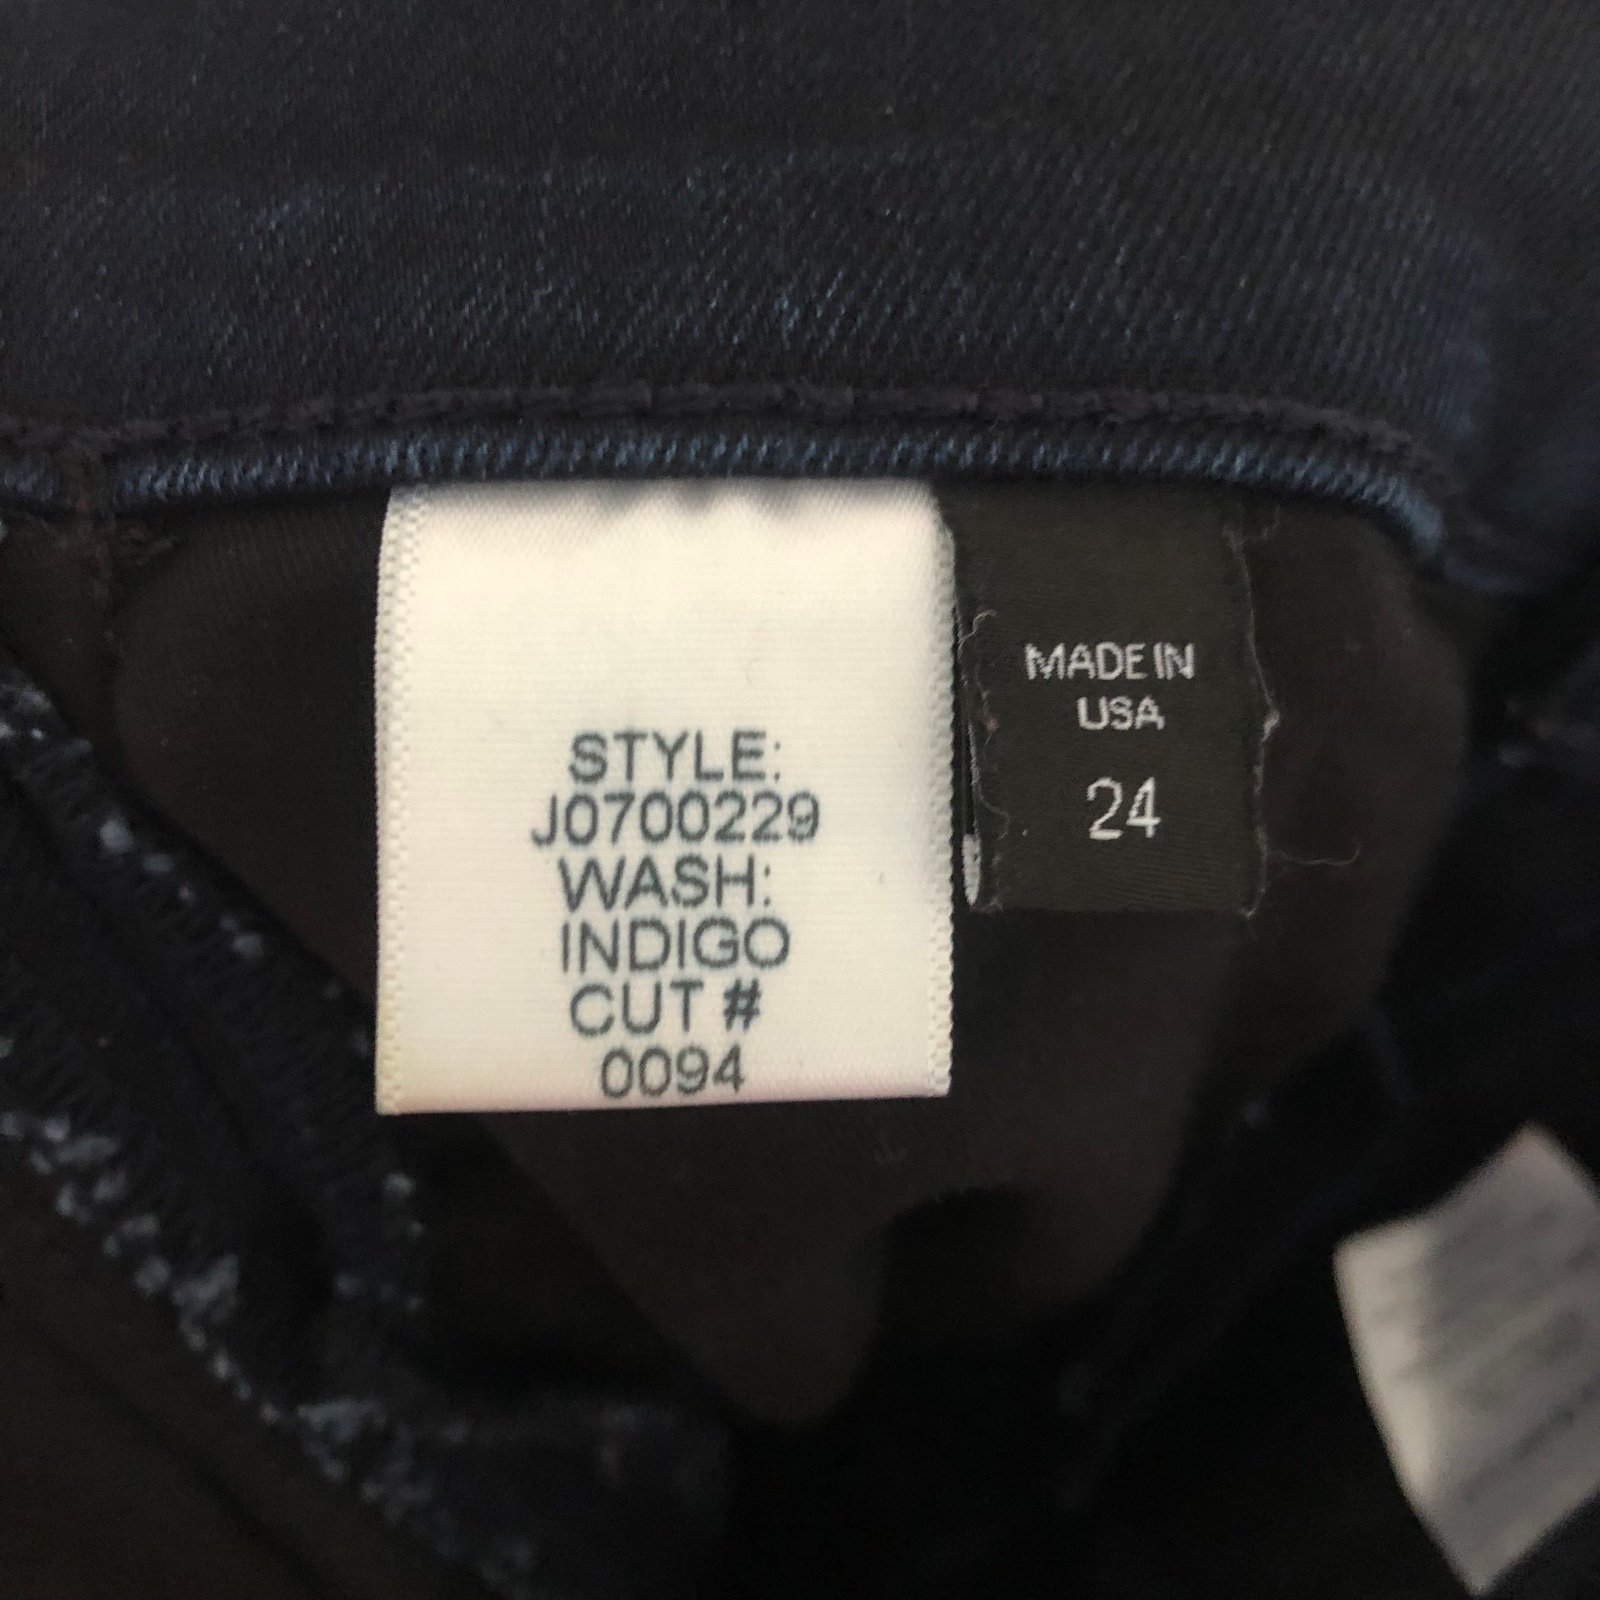 STYLE:
J0700229
WASH:
INDIGO
CUT #
0094
MADE IN
USA
24